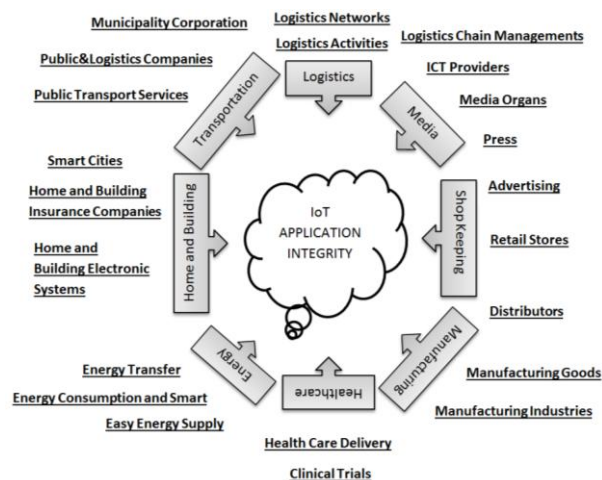 Municipality Corporation
Logistics Networks
Logistics Activities
Logistics Chain Managements
Public&Logistics Companies
ICT Providers
Public Transport Services
Media Organs
Press
Transportation
Logistics
Media
Smart Cities
Home and Building
Insurance Companies
Home and
Building Electronic
Systems
Home and Building
IoT
APPLICATION
INTEGRITY
Shop Keeping
Advertising
Retail Stores
Distributors
Energy
Healthcare
Manufacturing
Energy Transfer
Energy Consumption and Smart
Easy Energy Supply
Manufacturing Goods
Manufacturing Industries
Health Care Delivery
Clinical Trials